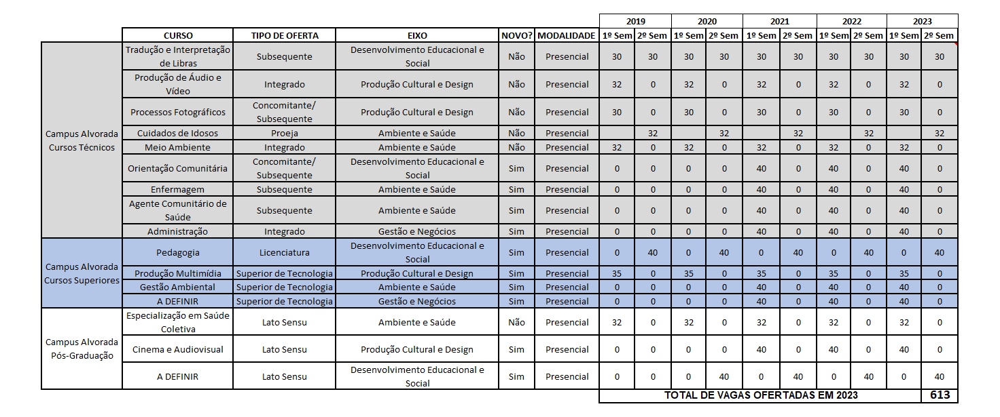 2019 2020 2021 2022 2023
CURSO TIPO DE OFERTA EIXO NOVO? MODALIDADE 1º Sem 2º Sem 1º Sem 2º Sem 1º Sem 2º Sem 1º Sem 2º Sem 1º Sem 2º Sem
Campus Alvorada
Cursos Técnicos
Tradução e Interpretação
de Libras
Subsequente
Desenvolvimento Educacional e
Social
Não Presencial 30 30 30 30 30 30 30 30 30 30
Produção de Áudio e
Vídeo
Integrado Produção Cultural e Design Não Presencial 32 0 32 0 32 0 32 0 32 0
Processos Fotográficos
Concomitante/
Subsequente
Produção Cultural e Design Não Presencial 30 0 30 0 30 0 30 0 30 0
Cuidados de Idosos Proeja Ambiente e Saúde Não Presencial 32 32 32 32 32
Meio Ambiente Integrado Ambiente e Saúde Não Presencial 32 0 32 0 32 0 32 0 32 0
Orientação Comunitária
Concomitante/
Subsequente
Desenvolvimento Educacional e
Social
Sim Presencial 0 0 0 0 40 0 40 0 40 0
Enfermagem Subsequente Ambiente e Saúde Sim Presencial 0 0 0 0 40 0 40 0 40 0
Agente Comunitário de
Saúde
Subsequente Ambiente e Saúde Sim Presencial 0 0 0 0 40 0 40 0 40 0
Administração Integrado Gestão e Negócios Sim Presencial 0 0 0 0 40 0 40 0 40 0
Campus Alvorada
Cursos Superiores
Pedagogia Licenciatura
Desenvolvimento Educacional e
Social
Sim Presencial 0 40 0 40 0 40 0 40 0 40
Produção Multimídia Superior de Tecnologia Produção Cultural e Design Sim Presencial 35 0 35 0 35 0 35 0 35 0
Gestão Ambiental Superior de Tecnologia Ambiente e Saúde Sim Presencial 0 0 0 0 40 0 40 0 40 0
A DEFINIR Superior de Tecnologia Gestão e Negócios Sim Presencial 0 0 0 0 40 0 40 0 40 0
Campus Alvorada
Pós-Graduação
Especialização em Saúde
Coletiva
Lato Sensu Ambiente e Saúde Não Presencial 32 0 32 0 32 0 32 0 32 0
Cinema e Audiovisual Lato Sensu Produção Cultural e Design Sim Presencial 0 0 0 0 40 0 40 0 40 0
A DEFINIR Lato Sensu
Desenvolvimento Educacional e
Social
Sim Presencial 0 0 0 40 0 40 0 40 0 40
TOTAL DE VAGAS OFERTADAS EM 2023 613